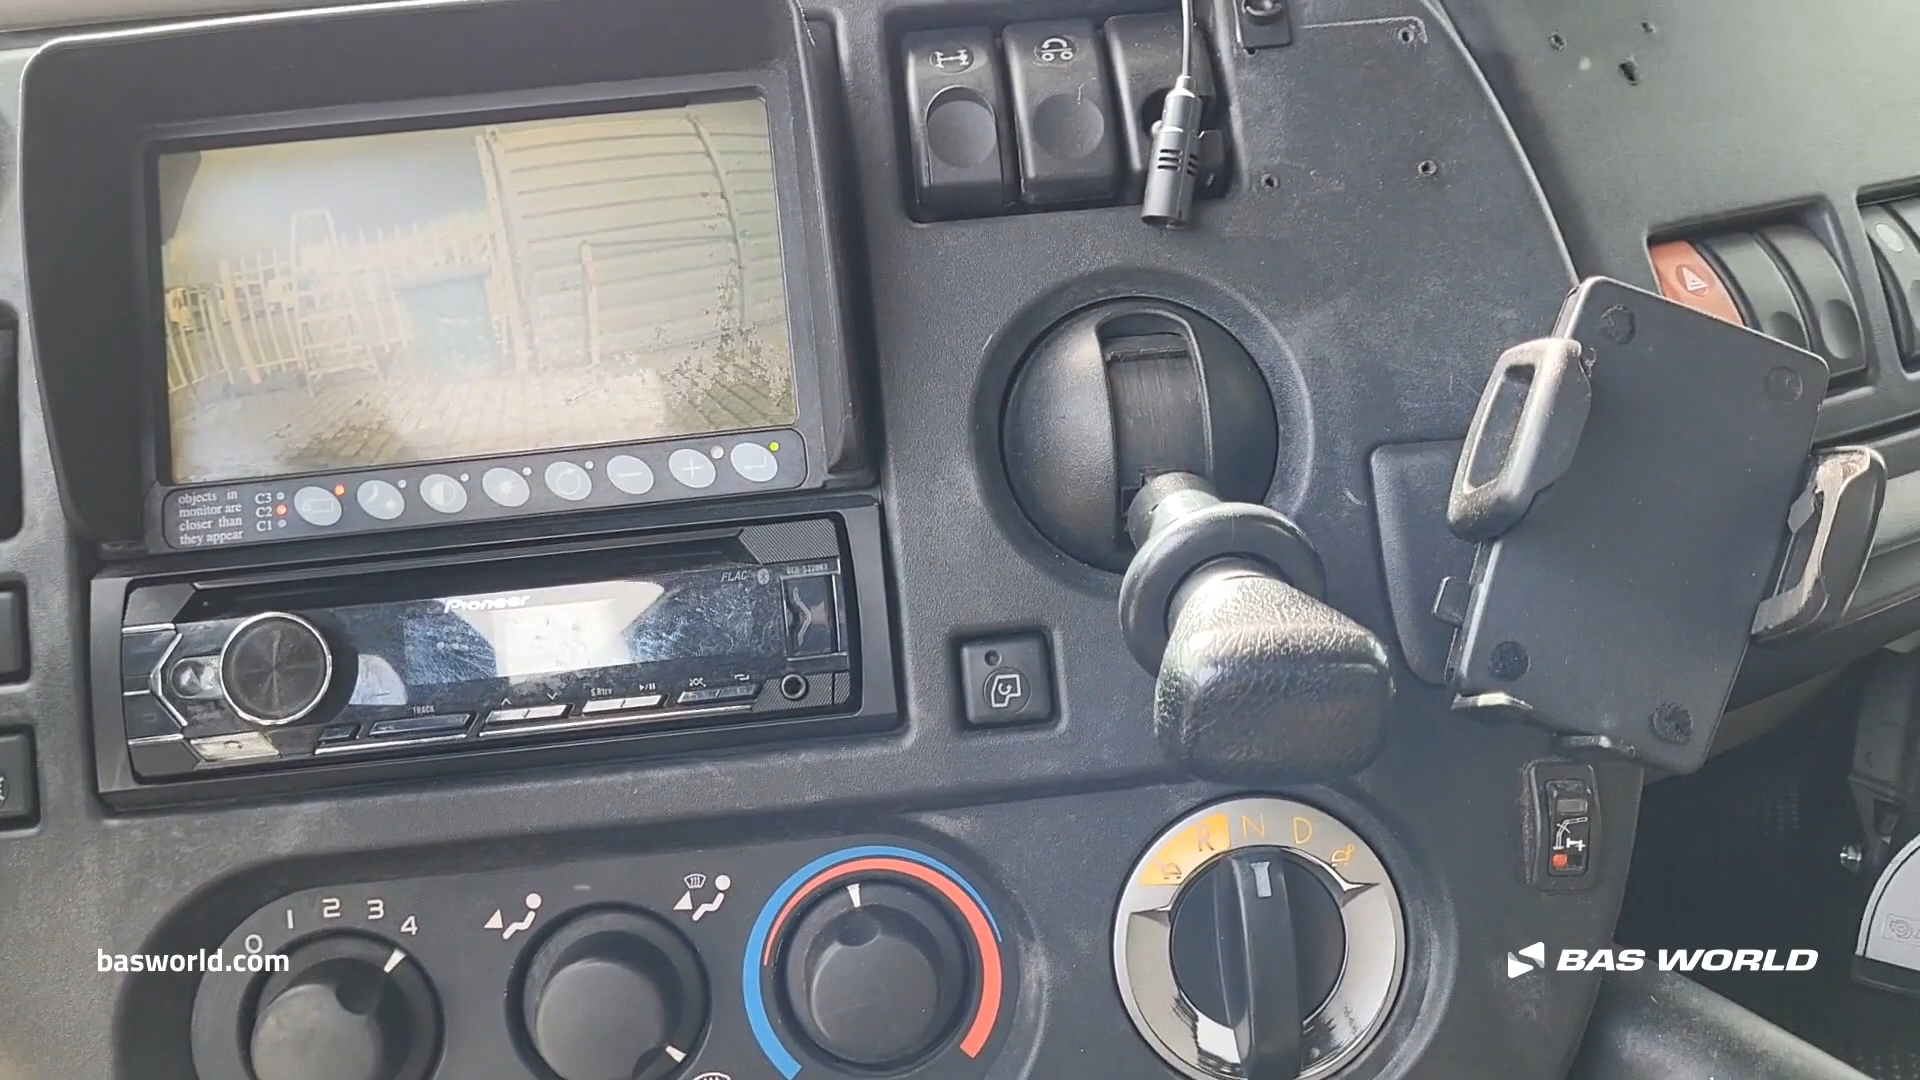 objects in
monitor are
closer than
they appear
C3
C2
C1
Pioneer
FLAC
TRACK
S.Rtrv
0 1 2 3 4
R N D
basworld.com
BAS WORLD